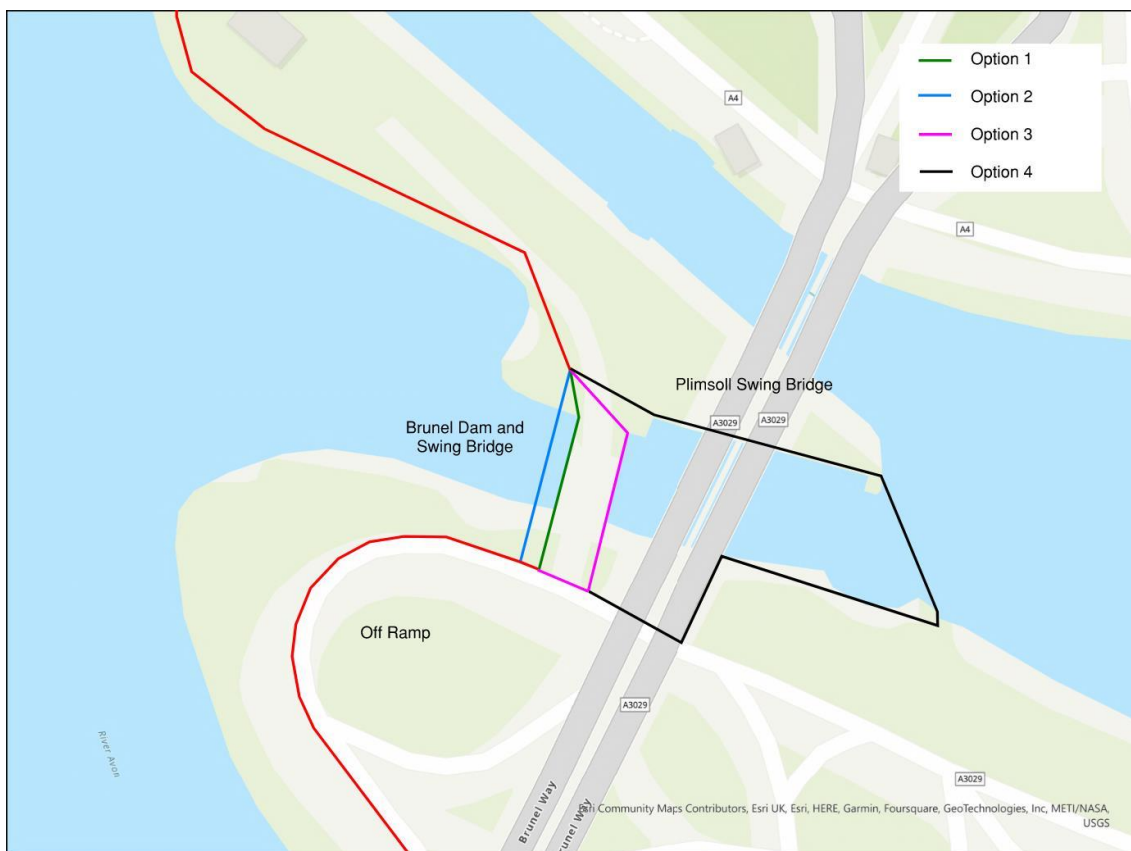 Option 1
Option 2
Option 3
Option 4
A4
A4
Plimsoll Swing Bridge
A3029
A3029
Brunel Dam and
Swing Bridge
Off Ramp
A3029
River Avon
A3029
Brunel Way
Brunel Way
Esri Community Maps Contributors, Esri UK, Esri, HERE, Garmin, Foursquare, GeoTechnologies, Inc, METI/NASA,
USGS